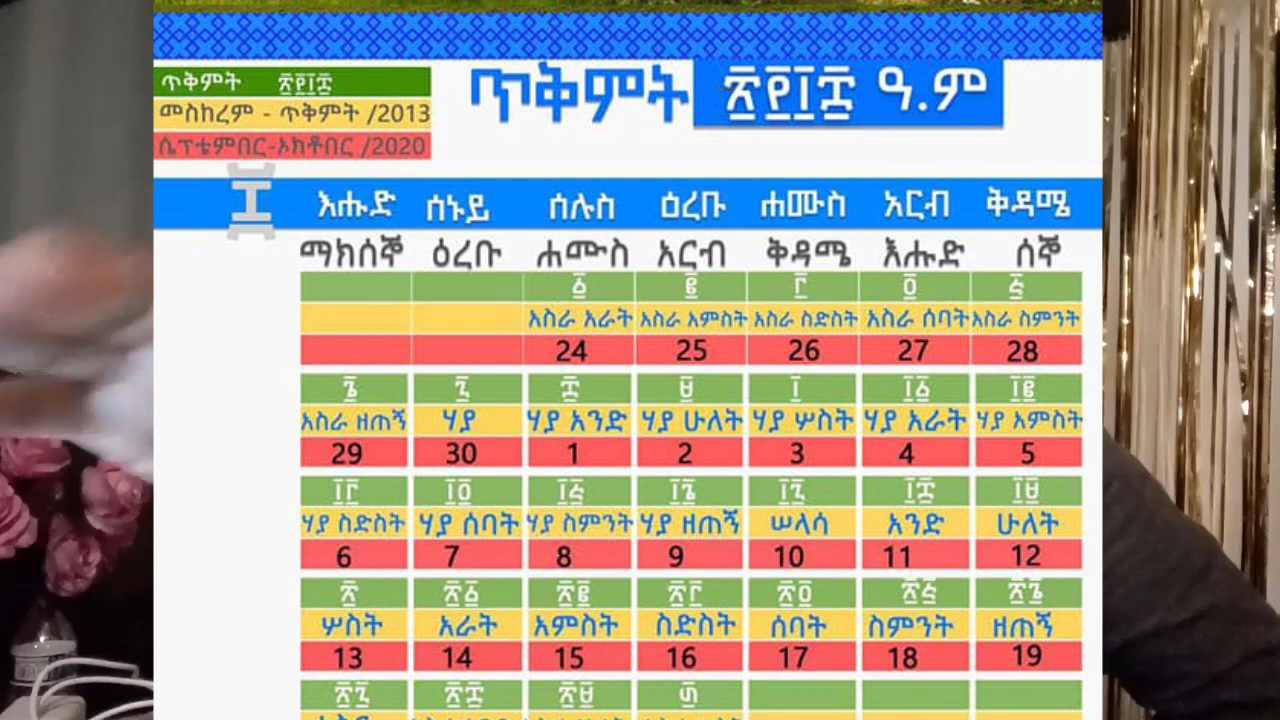 ጥቅምት ፳፻፲፰
መስከረም - ጥቅምት /2013
ሴፕቴምበር-ኦክቶበር /2020
ጥቅምት ፳፻፲፰ ዓ.ም
እሑድ ሰኑይ ሰሉስ ዕረቡ ሐሙስ አርብ ቅዳሜ
ማክሰኞ ዕረቡ ሐሙስ አርብ ቅዳሜ እሑድ ሰኞ
፩ ፪ ፫ ፬ ፭
አስራ አራት አስራ አምስት አስራ ስድስት አስራ ሰባት አስራ ስምንት
24 25 26 27 28
፮ ፯ ፰ ፱ ፲ ፲፩ ፲፪
አስራ ዘጠኝ ሃያ ሃያ አንድ ሃያ ሁለት ሃያ ሦስት ሃያ አራት ሃያ አምስት
29 30 1 2 3 4 5
፲፫ ፲፬ ፲፭ ፲፮ ፲፯ ፲፰ ፲፱
ሃያ ስድስት ሃያ ሰባት ሃያ ስምንት ሃያ ዘጠኝ ሠላሳ አንድ ሁለት
6 7 8 9 10 11 12
፳ ፳፩ ፳፪ ፳፫ ፳፬ ፳፭ ፳፮
ሦስት አራት አምስት ስድስት ሰባት ስምንት ዘጠኝ
13 14 15 16 17 18 19
፳፯ ፳፰ ፳፱ ፴